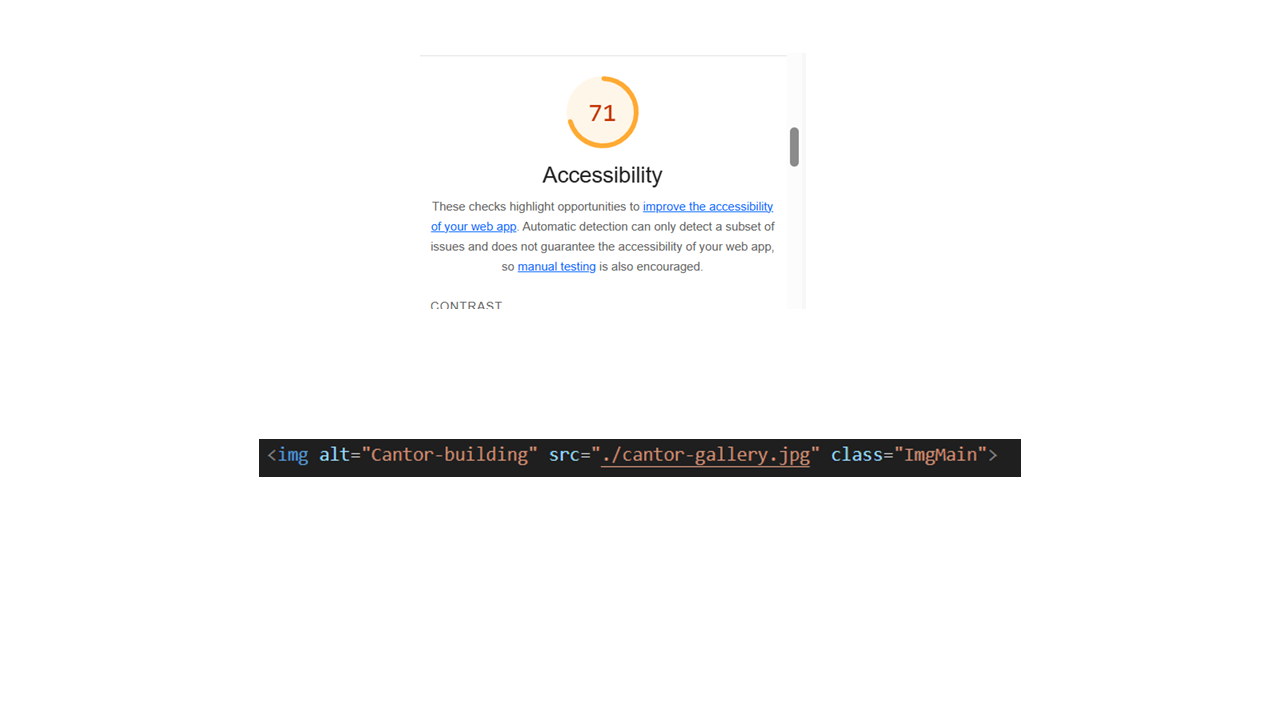 71
Accessibility
These checks highlight opportunities to improve the accessibility
of your web app. Automatic detection can only detect a subset of
issues and does not guarantee the accessibility of your web app,
so manual testing is also encouraged.
CONTRAST
<img alt="Cantor-building" src="./cantor-gallery.jpg" class="ImgMain">